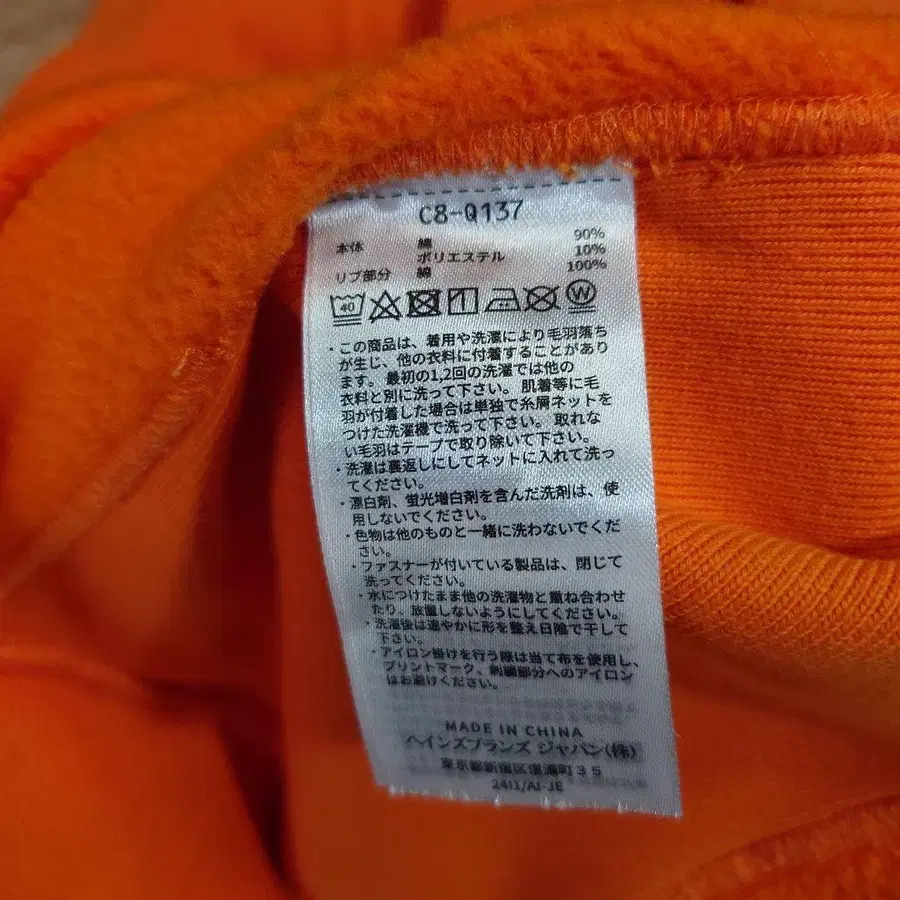 C8-Q137
本体 綿 90%
ポリエステル 10%
リブ部分 綿 100%
40 W
・この商品は、着用や洗濯により毛羽落ち
が生じ、他の衣料に付着することがあり
ます。最初の1,2回の洗濯では他の
衣料と別に洗って下さい。肌着等に毛
羽が付着した場合は単独で糸屑ネットを
つけた洗濯機で洗って下さい。取れな
い毛羽はテープで取り除いて下さい。
・洗濯は裏返しにしてネットに入れて洗っ
てください。
・漂白剤、蛍光増白剤を含んだ洗剤は、使
用しないでください。
・色物は他のものと一緒に洗わないでくだ
さい。
・ファスナーが付いている製品は、閉じて
洗ってください。
・水につけたまま他の洗濯物と重ね合わせ
たり、放置しないようにしてください。
・洗濯後は速やかに形を整え日陰で干して
下さい。
・アイロン掛けを行う際は当て布を使用し、
プリントマーク、刺繍部分へのアイロン
はお避けください。
MADE IN CHINA
ヘインズブランズ ジャパン(株)
東京都新宿区住吉町35
24I1/AI-JE